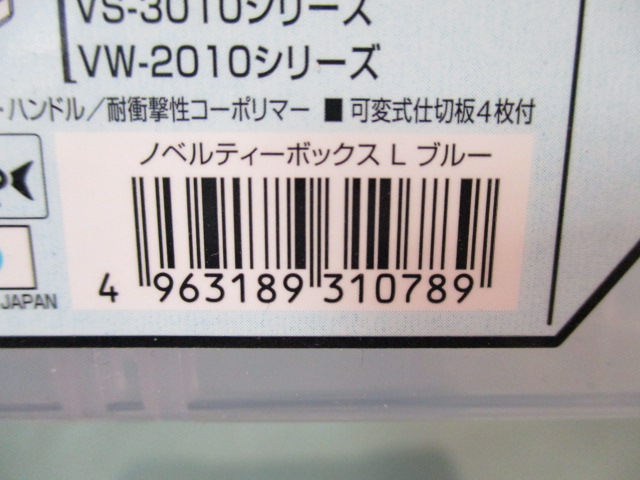 VS-3010シリーズ
VW-2010シリーズ
ハンドル/耐衝撃性コーポリマー ■可変式仕切板4枚付
ノベルティーボックス L ブルー
4 963189 310789
JAPAN